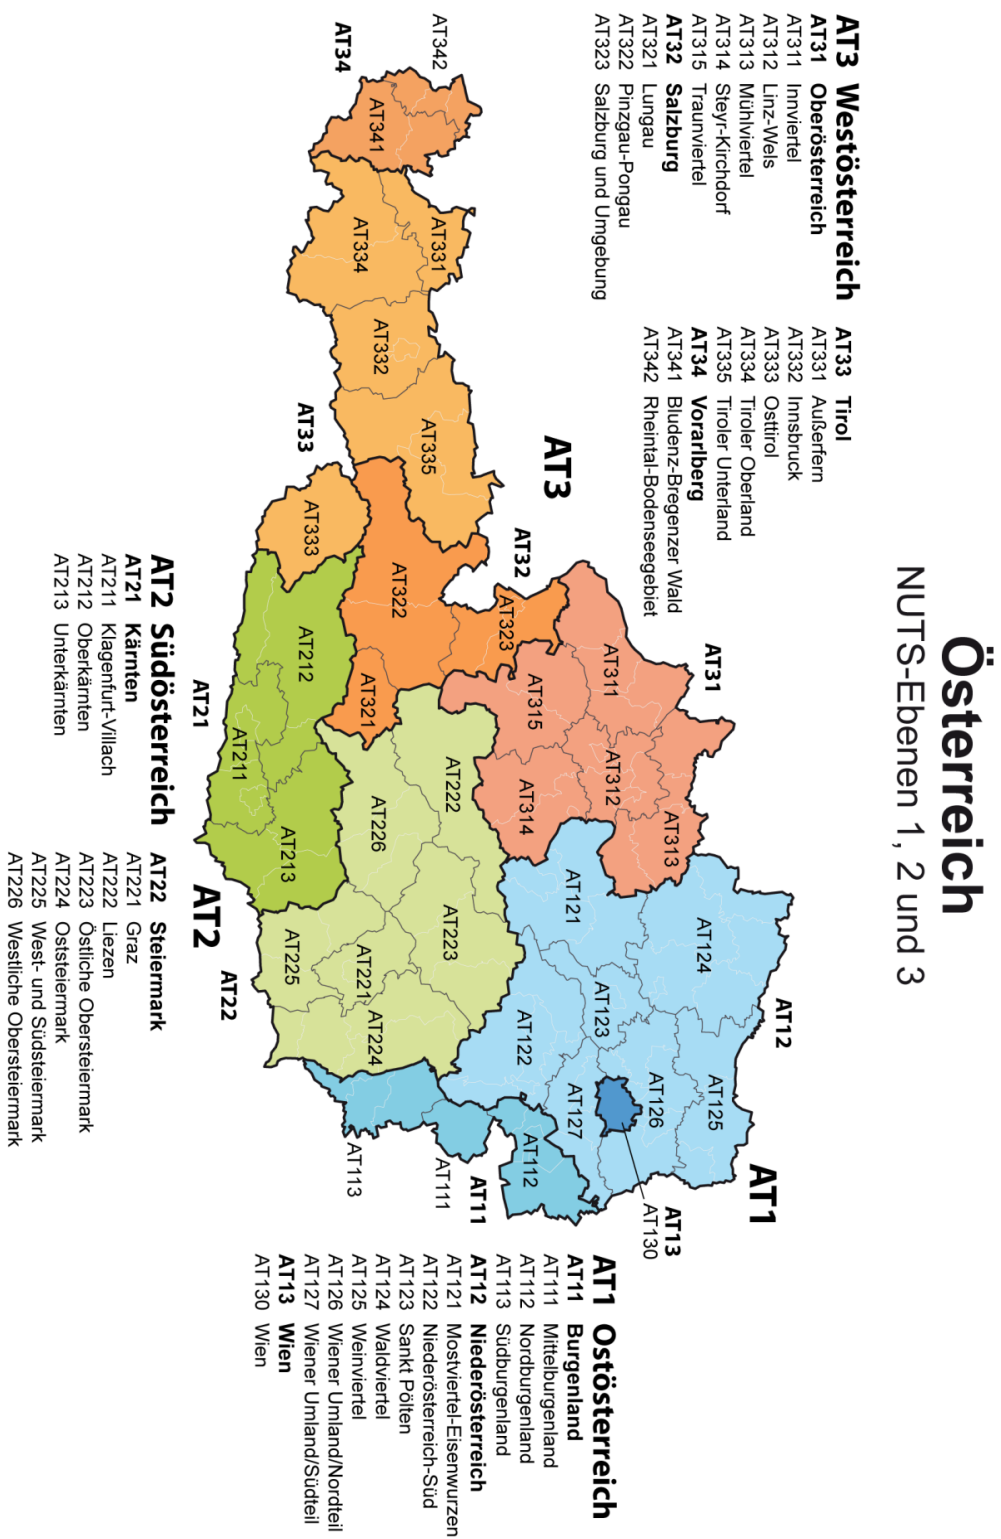 Österreich
NUTS-Ebenen 1, 2 und 3
AT3 Westösterreich
AT31 Oberösterreich
AT311 Innviertel
AT312 Linz-Wels
AT313 Mühlviertel
AT314 Steyr-Kirchdorf
AT315 Traunviertel
AT32 Salzburg
AT321 Lungau
AT322 Pinzgau-Pongau
AT323 Salzburg und Umgebung
AT33 Tirol
AT331 Außerfern
AT332 Innsbruck
AT333 Osttirol
AT334 Tiroler Oberland
AT335 Tiroler Unterland
AT34 Vorarlberg
AT341 Bludenz-Bregenzer Wald
AT342 Rheintal-Bodenseegebiet
AT342
AT34
AT341
AT331
AT334
AT332
AT335
AT33
AT333
AT3
AT32
AT322
AT323
AT321
AT31
AT311
AT315
AT312
AT314
AT313
AT12
AT124
AT121
AT123
AT125
AT126
AT122
AT127
AT1
AT13
AT130
AT112
AT11
AT111
AT113
AT222
AT226
AT223
AT221
AT225
AT224
AT22
AT2
AT212
AT211
AT213
AT21
AT2 Südösterreich
AT21 Kärnten
AT211 Klagenfurt-Villach
AT212 Oberkärnten
AT213 Unterkärnten
AT22 Steiermark
AT221 Graz
AT222 Liezen
AT223 Östliche Obersteiermark
AT224 Oststeiermark
AT225 West- und Südsteiermark
AT226 Westliche Obersteiermark
AT1 Ostösterreich
AT11 Burgenland
AT111 Mittelburgenland
AT112 Nordburgenland
AT113 Südburgenland
AT12 Niederösterreich
AT121 Mostviertel-Eisenwurzen
AT122 Niederösterreich-Süd
AT123 Sankt Pölten
AT124 Waldviertel
AT125 Weinviertel
AT126 Wiener Umland/Nordteil
AT127 Wiener Umland/Südteil
AT13 Wien
AT130 Wien